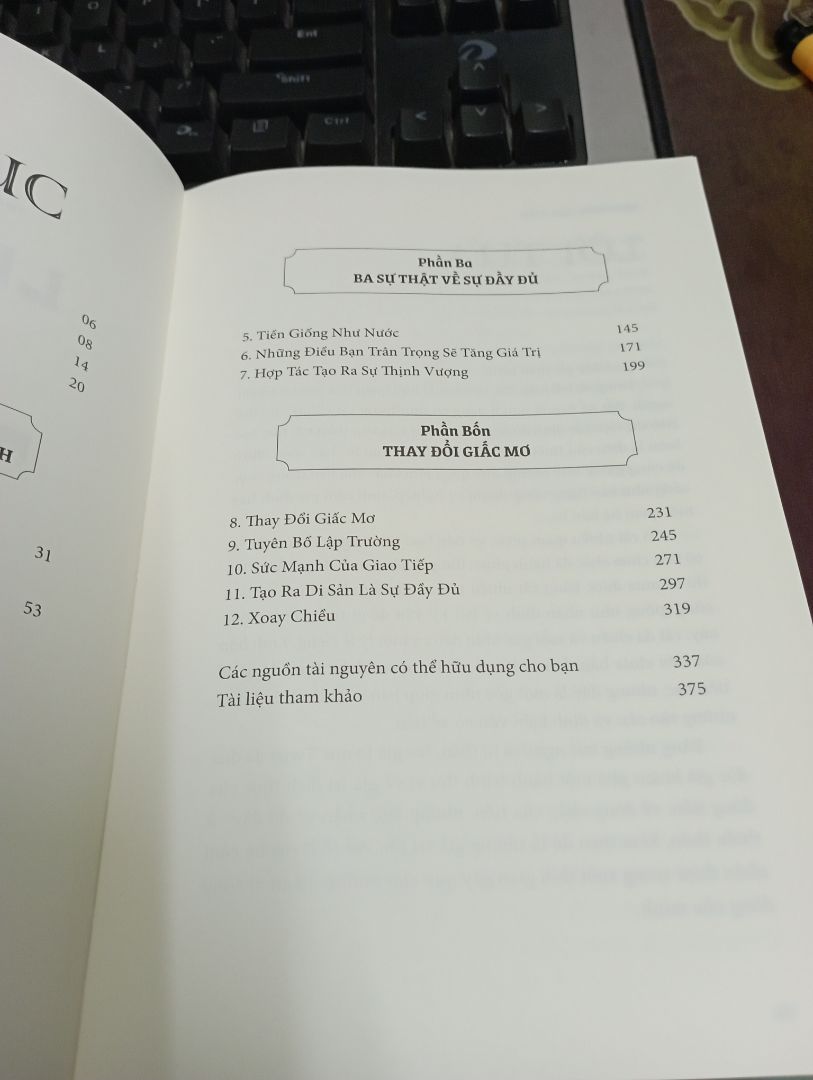 06
08
14
20
H
31
53
Phần Ba
BA SỰ THẬT VỀ SỰ ĐẦY ĐỦ
5. Tiền Giống Như Nước 145
6. Những Điều Bạn Trân Trọng Sẽ Tăng Giá Trị 171
7. Hợp Tác Tạo Ra Sự Thịnh Vượng 199
Phần Bốn
THAY ĐỔI GIẤC MƠ
8. Thay Đổi Giấc Mơ 231
9. Tuyên Bố Lập Trường 245
10. Sức Mạnh Của Giao Tiếp 271
11. Tạo Ra Di Sản Là Sự Đầy Đủ 297
12. Xoay Chiều 319
Các nguồn tài nguyên có thể hữu dụng cho bạn 337
Tài liệu tham khảo 375
Ent
Shift
Ctrl